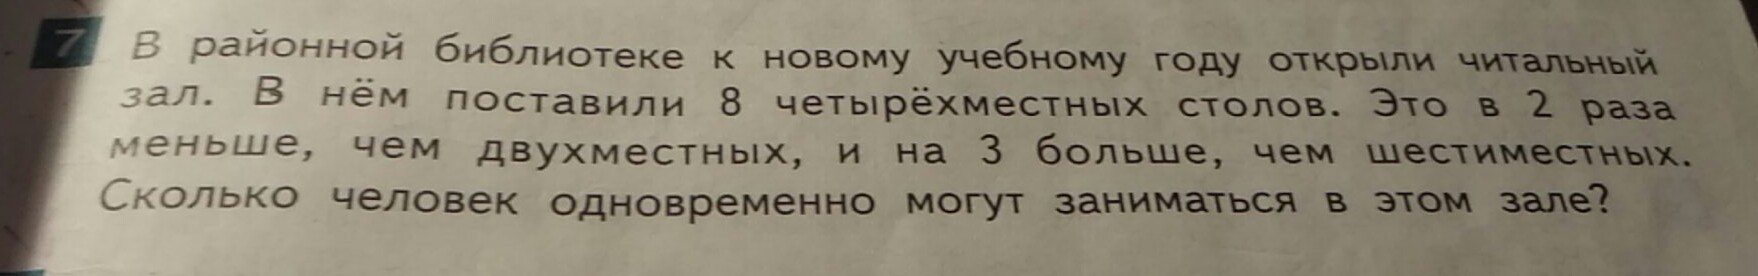 7 В районной библиотеке к новому учебному году открыли читальный
зал. В нём поставили 8 четырёхместных столов. Это в 2 раза
меньше, чем двухместных, и на 3 больше, чем шестиместных.
Сколько человек одновременно могут заниматься в этом зале?